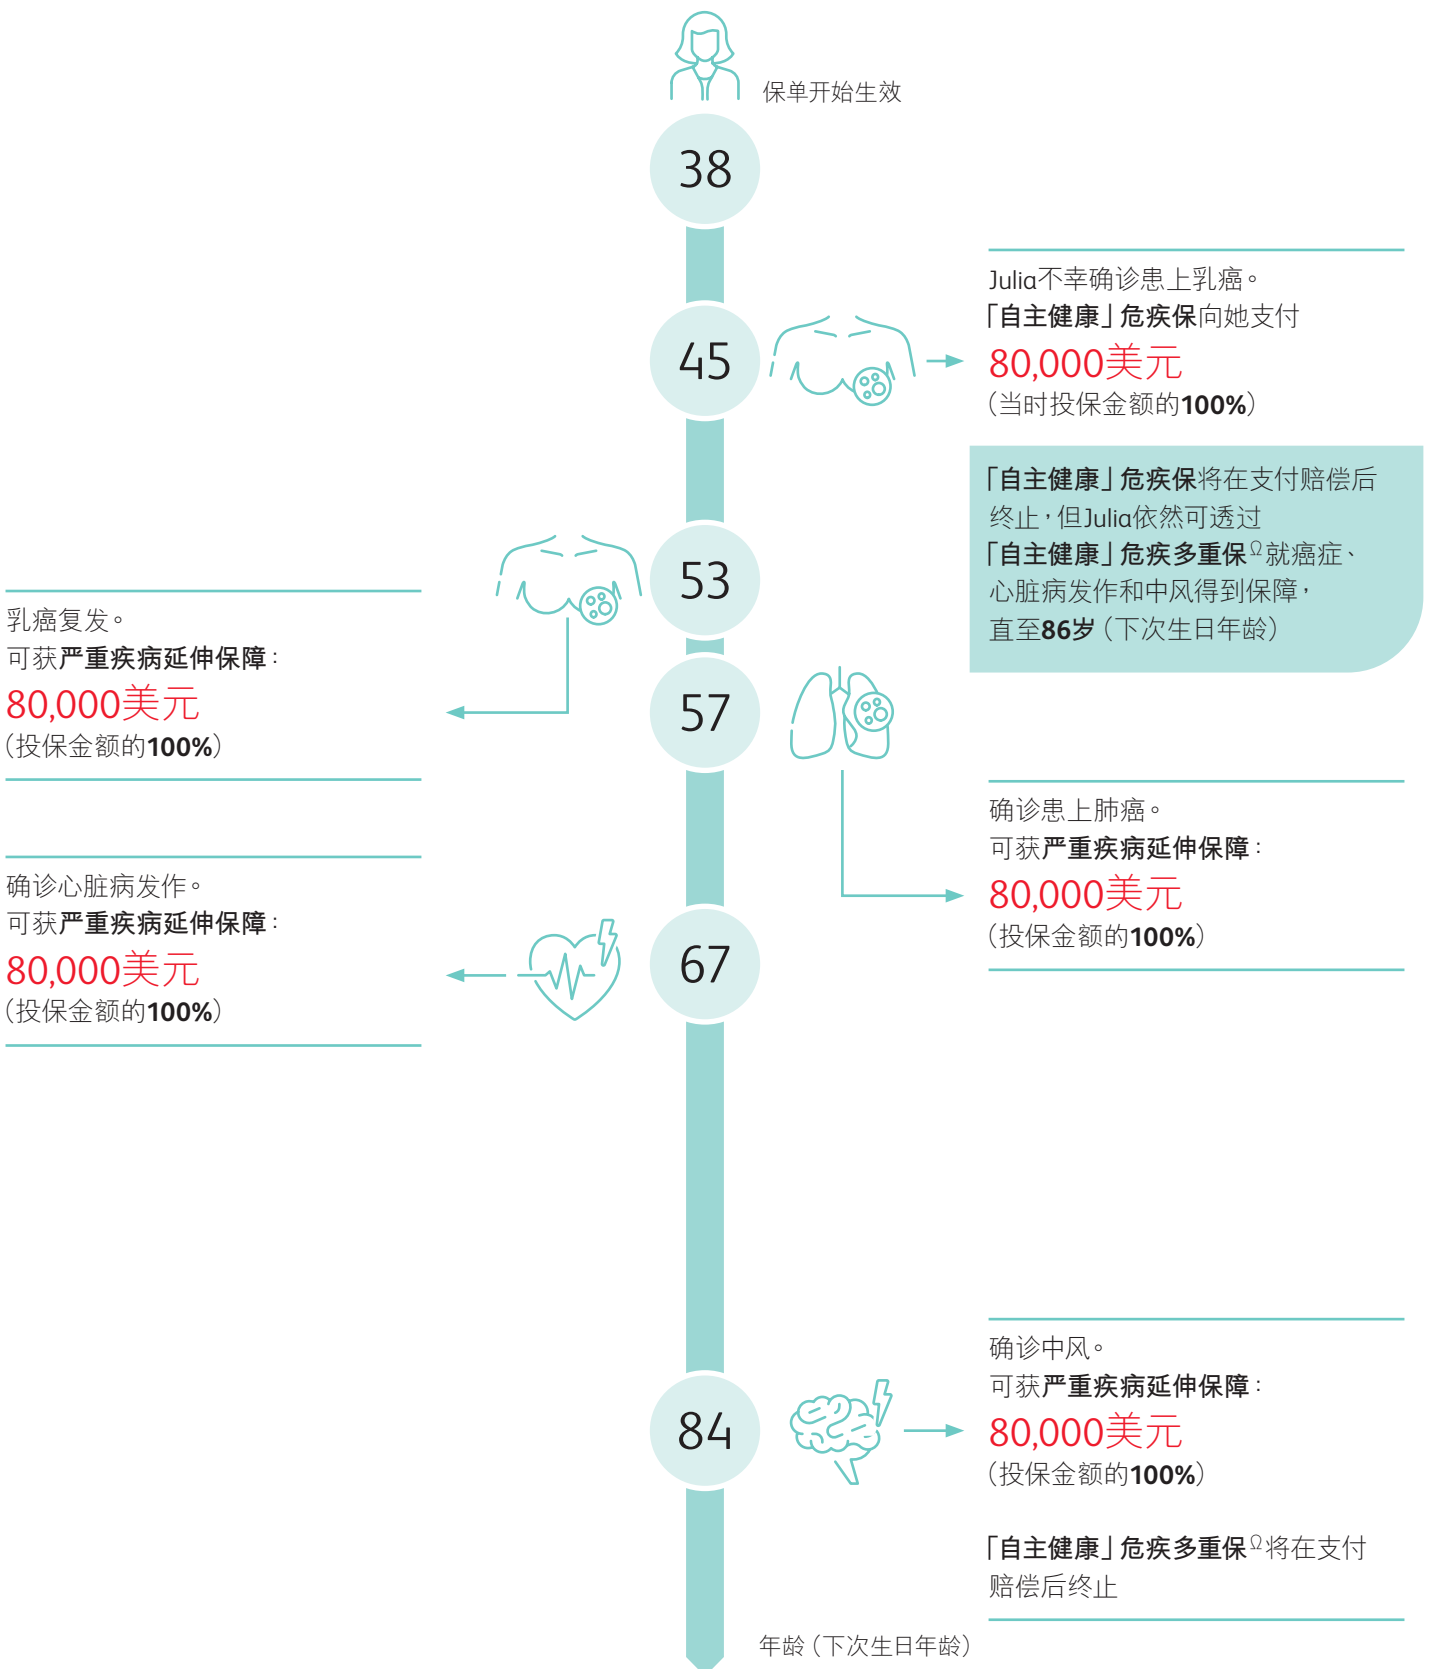 保单开始生效
38
45
Julia不幸确诊患上乳癌。
「自主健康」危疾保向她支付
80,000美元
（当时投保金额的100%）
「自主健康」危疾保将在支付赔偿后
终止，但Julia依然可透过
「自主健康」危疾多重保Ω就癌症、
心脏病发作和中风得到保障，
直至86岁（下次生日年龄）
53
乳癌复发。
可获严重疾病延伸保障：
80,000美元
（投保金额的100%）
57
确诊患上肺癌。
可获严重疾病延伸保障：
80,000美元
（投保金额的100%）
67
确诊心脏病发作。
可获严重疾病延伸保障：
80,000美元
（投保金额的100%）
84
确诊中风。
可获严重疾病延伸保障：
80,000美元
（投保金额的100%）
「自主健康」危疾多重保Ω将在支付
赔偿后终止
年龄（下次生日年龄）